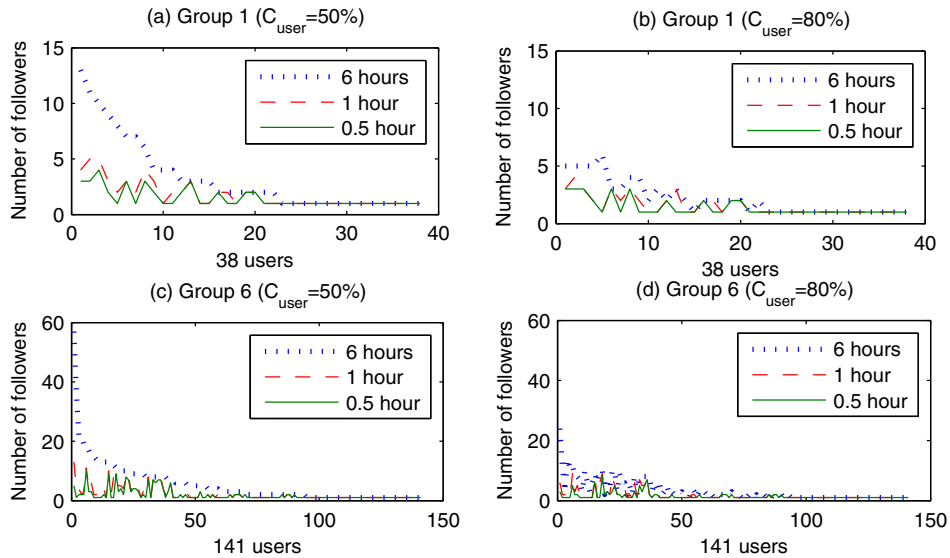 (a) Group 1 (C_user=50%)
Number of followers
15
10
5
0
0
10
20
30
40
38 users
6 hours
1 hour
0.5 hour
(b) Group 1 (C_user=80%)
Number of followers
15
10
5
0
0
10
20
30
40
38 users
6 hours
1 hour
0.5 hour
(c) Group 6 (C_user=50%)
Number of followers
60
40
20
0
0
50
100
150
141 users
6 hours
1 hour
0.5 hour
(d) Group 6 (C_user=80%)
Number of followers
60
40
20
0
0
50
100
150
141 users
6 hours
1 hour
0.5 hour